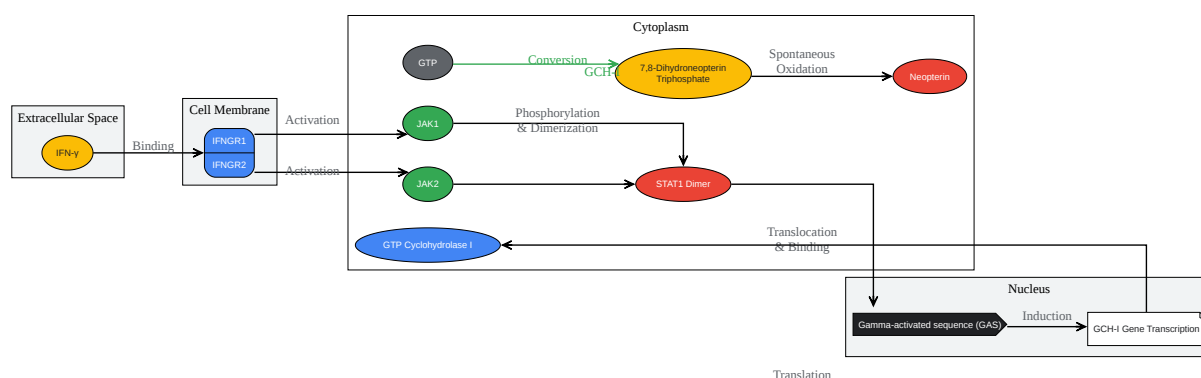 Cytoplasm
GTP
Conversion
GCH-I
7,8-Dihydroneopterin
Triphosphate
Spontaneous
Oxidation
Neopterin
Extracellular Space
IFN-γ
Binding
Cell Membrane
IFNGR1
IFNGR2
Activation
Activation
JAK1
JAK2
Phosphorylation
& Dimerization
STAT1 Dimer
GTP Cyclohydrolase I
Translocation
& Binding
Nucleus
Gamma-activated sequence (GAS)
Induction
GCH-I Gene Transcription
Translation